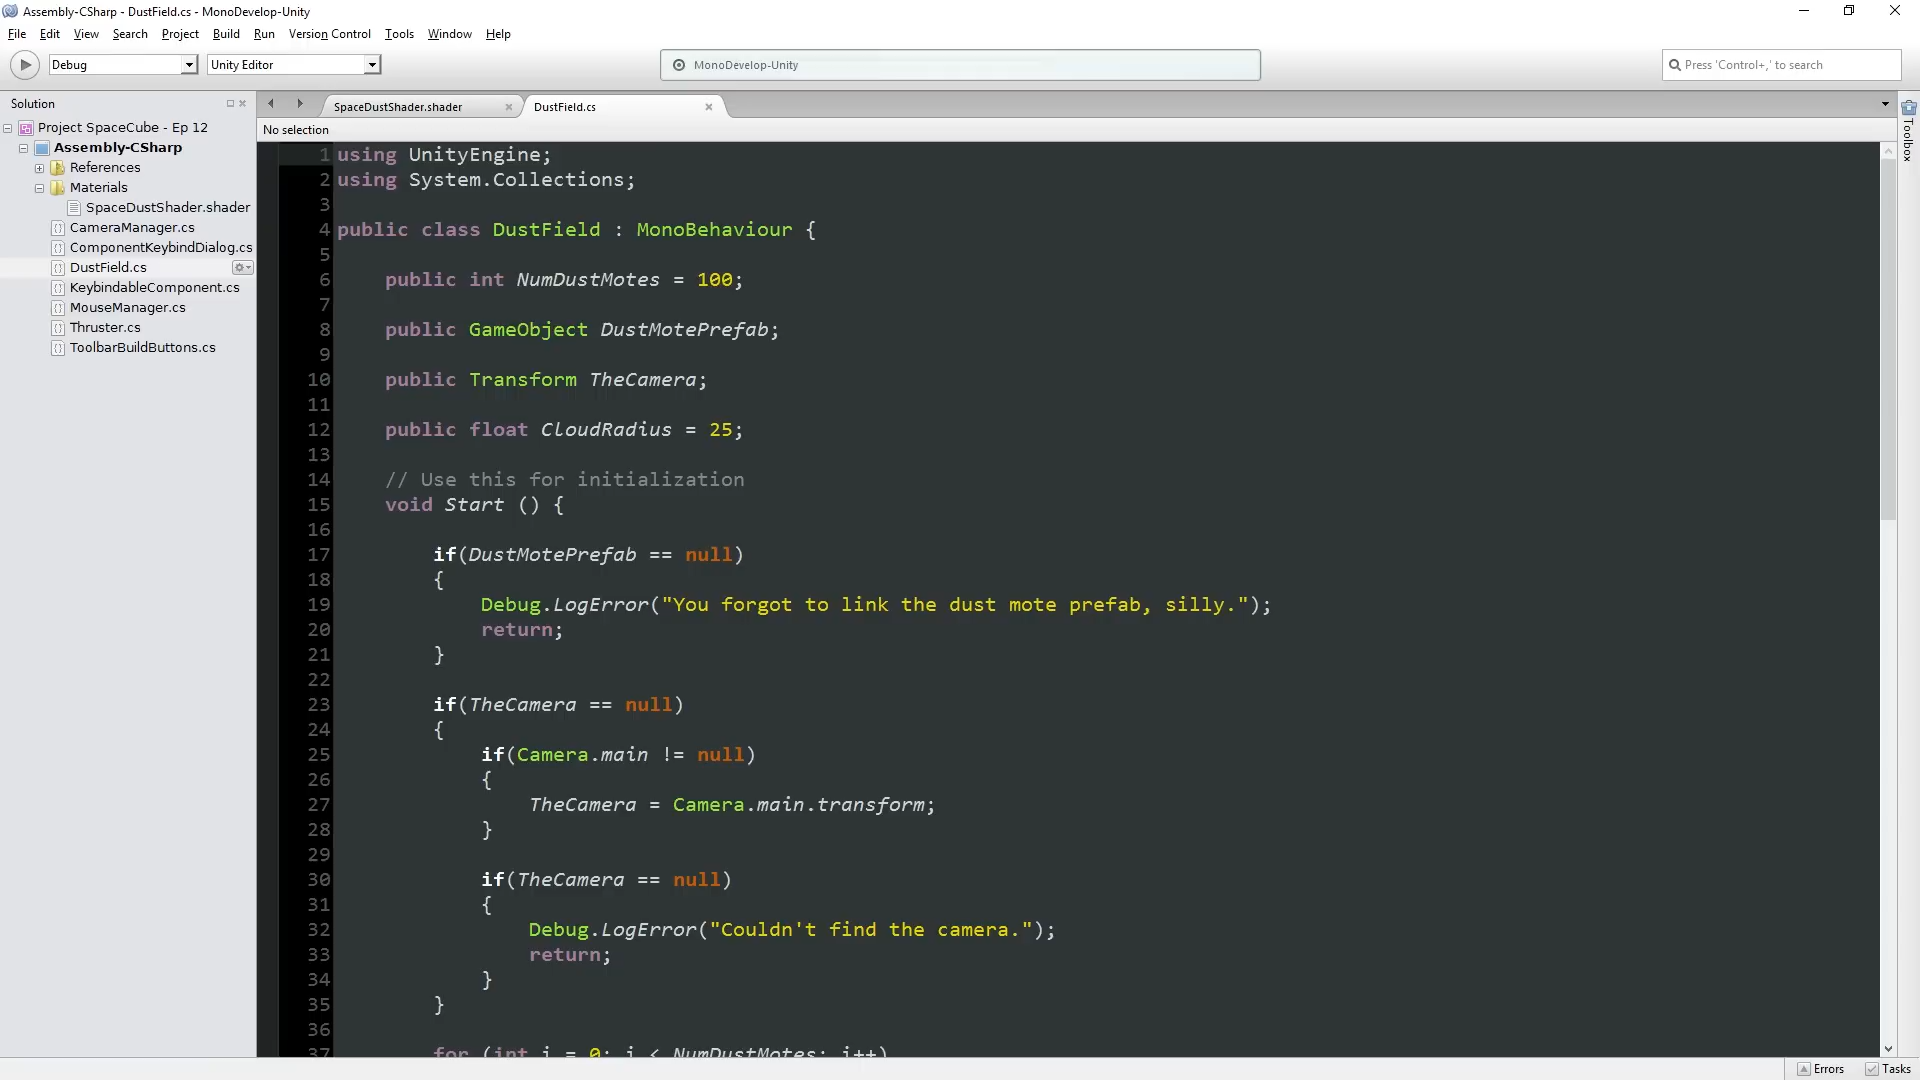 Assembly-CSharp - DustField.cs - MonoDevelop-Unity
File Edit View Search Project Build Run Version Control Tools Window Help
Debug Unity Editor MonoDevelop-Unity Press 'Control+,' to search
Solution
SpaceDustShader.shader DustField.cs
No selection
Project SpaceCube - Ep 12
Assembly-CSharp
References
Materials
SpaceDustShader.shader
CameraManager.cs
ComponentKeybindDialog.cs
DustField.cs
KeybindableComponent.cs
MouseManager.cs
Thruster.cs
ToolbarBuildButtons.cs
1 using UnityEngine;
2 using System.Collections;
3
4 public class DustField : MonoBehaviour {
5
6 public int NumDustMotes = 100;
7
8 public GameObject DustMotePrefab;
9
10 public Transform TheCamera;
11
12 public float CloudRadius = 25;
13
14 // Use this for initialization
15 void Start () {
16
17 if(DustMotePrefab == null)
18 {
19 Debug.LogError("You forgot to link the dust mote prefab, silly.");
20 return;
21 }
22
23 if(TheCamera == null)
24 {
25 if(Camera.main != null)
26 {
27 TheCamera = Camera.main.transform;
28 }
29
30 if(TheCamera == null)
31 {
32 Debug.LogError("Couldn't find the camera.");
33 return;
34 }
35 }
36
37 for (int i = 0; i < NumDustMotes; i++)
Toolbox
Errors Tasks